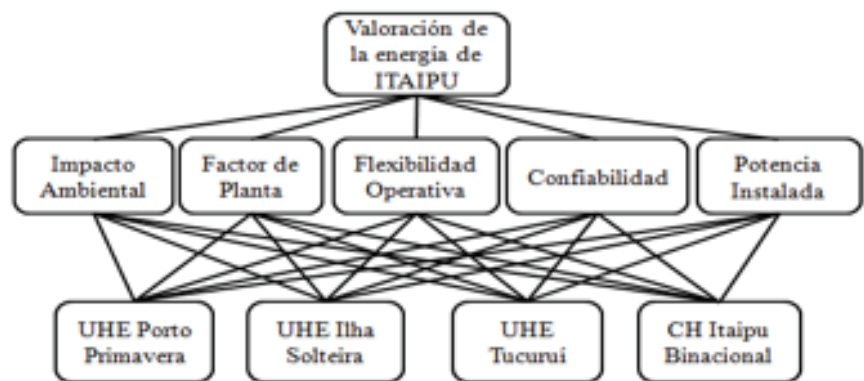 Valoración de
la energía de
ITAIPU
Impacto
Ambiental
Factor de
Planta
Flexibilidad
Operativa
Confiabilidad
Potencia
Instalada
UHE Porto
Primavera
UHE Ilha
Solteira
UHE
Tucuruí
CH Itaipu
Binacional